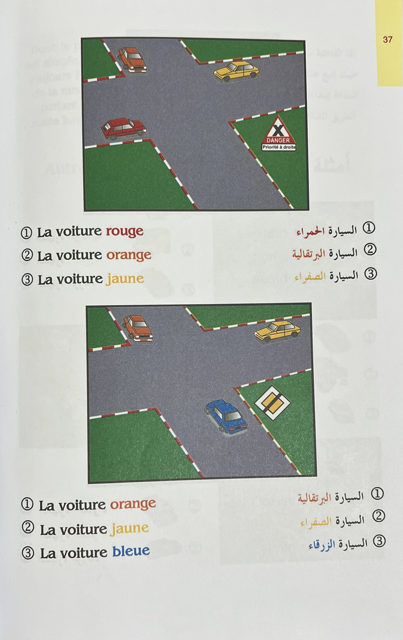 37
DANGER
Priorité à droite
① La voiture rouge
① السيارة الحمراء
② La voiture orange
② السيارة البرتقالية
③ La voiture jaune
③ السيارة الصفراء
① La voiture orange
① السيارة البرتقالية
② La voiture jaune
② السيارة الصفراء
③ La voiture bleue
③ السيارة الزرقاء